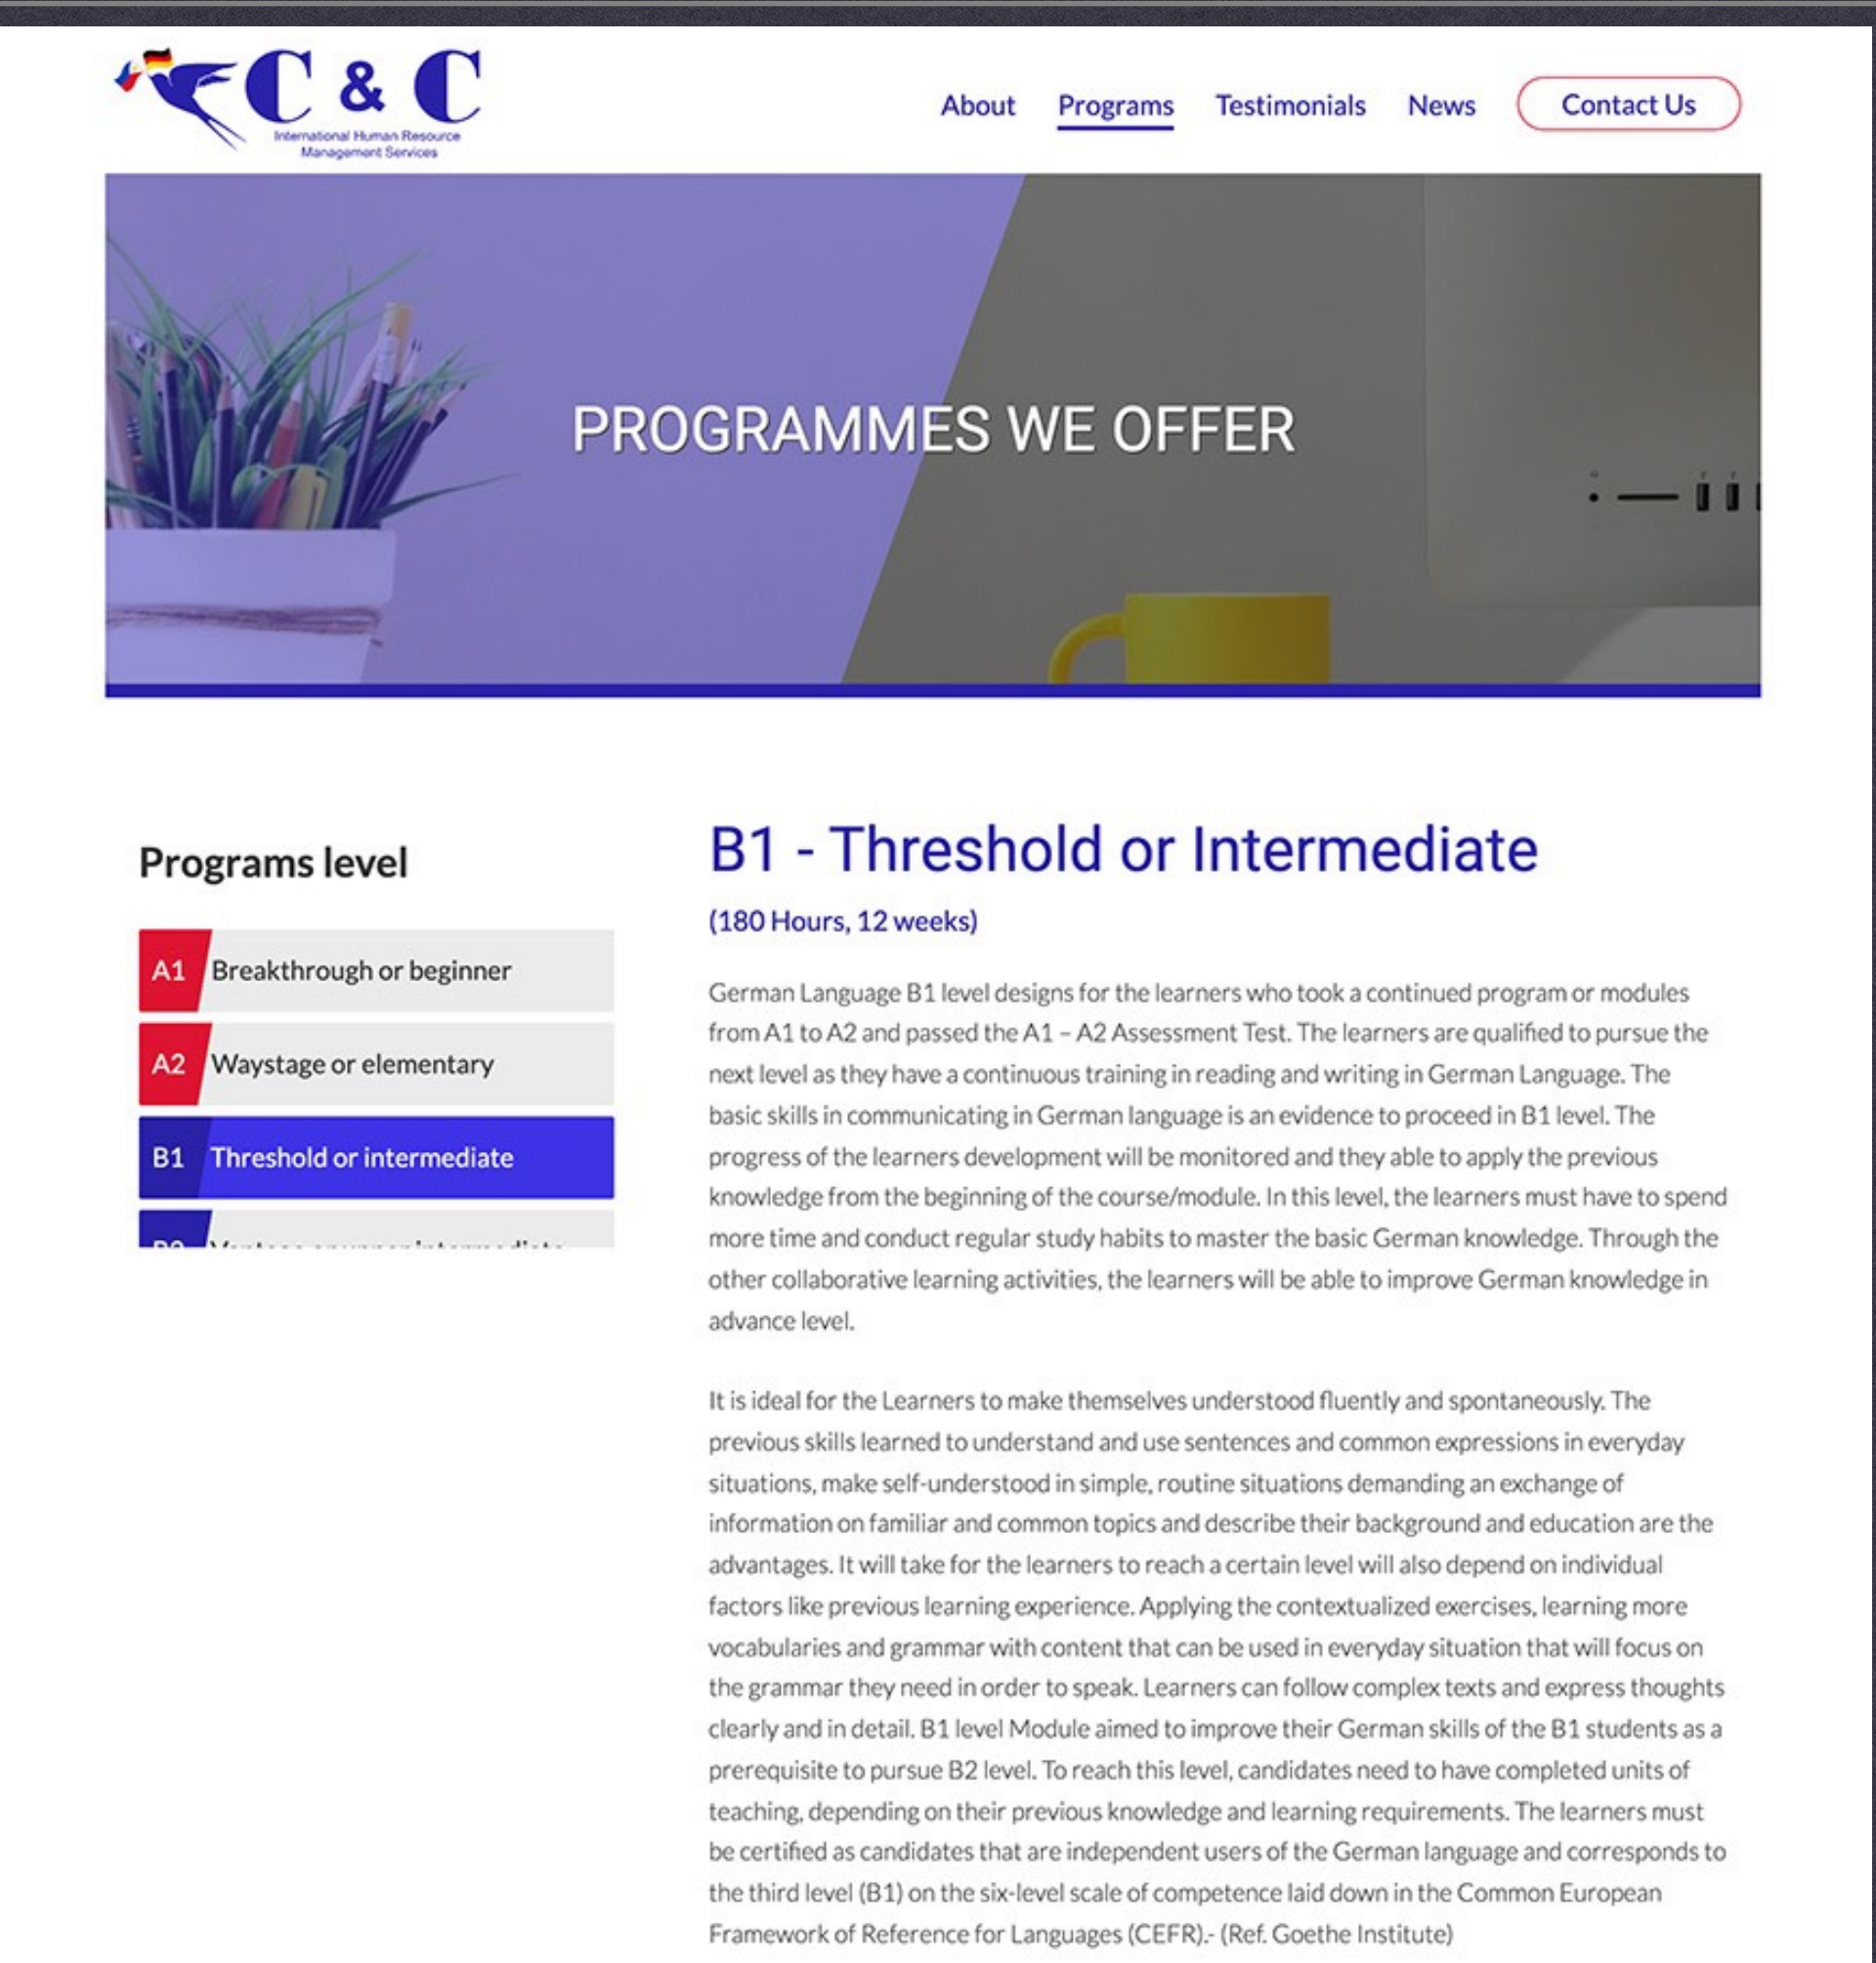 C & C
International Human Resource
Management Services
About Programs Testimonials News Contact Us
PROGRAMMES WE OFFER
Programs level
A1 Breakthrough or beginner
A2 Waystage or elementary
B1 Threshold or intermediate
B1 - Threshold or Intermediate
(180 Hours, 12 weeks)
German Language B1 level designs for the learners who took a continued program or modules
from A1 to A2 and passed the A1 – A2 Assessment Test. The learners are qualified to pursue the
next level as they have a continuous training in reading and writing in German Language. The
basic skills in communicating in German language is an evidence to proceed in B1 level. The
progress of the learners development will be monitored and they able to apply the previous
knowledge from the beginning of the course/module. In this level, the learners must have to spend
more time and conduct regular study habits to master the basic German knowledge. Through the
other collaborative learning activities, the learners will be able to improve German knowledge in
advance level.
It is ideal for the Learners to make themselves understood fluently and spontaneously. The
previous skills learned to understand and use sentences and common expressions in everyday
situations, make self-understood in simple, routine situations demanding an exchange of
information on familiar and common topics and describe their background and education are the
advantages. It will take for the learners to reach a certain level will also depend on individual
factors like previous learning experience. Applying the contextualized exercises, learning more
vocabularies and grammar with content that can be used in everyday situation that will focus on
the grammar they need in order to speak. Learners can follow complex texts and express thoughts
clearly and in detail. B1 level Module aimed to improve their German skills of the B1 students as a
prerequisite to pursue B2 level. To reach this level, candidates need to have completed units of
teaching, depending on their previous knowledge and learning requirements. The learners must
be certified as candidates that are independent users of the German language and corresponds to
the third level (B1) on the six-level scale of competence laid down in the Common European
Framework of Reference for Languages (CEFR).- (Ref. Goethe Institute)